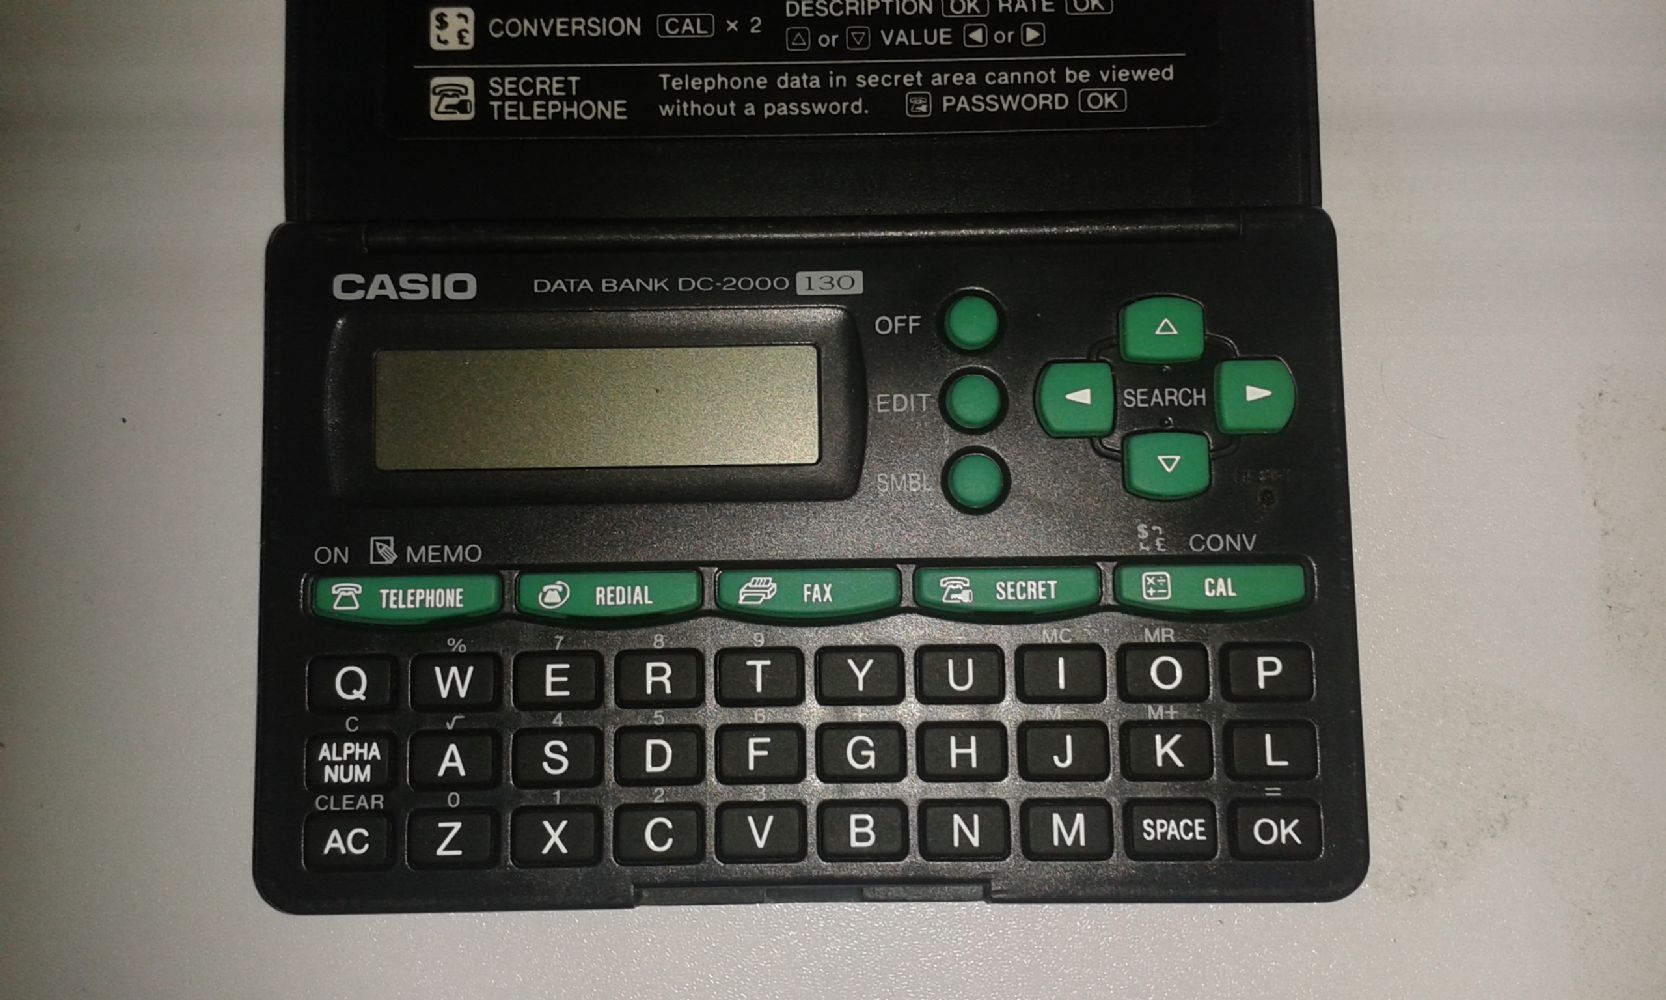 DESCRIPTION OK RATE OK
CONVERSION CAL × 2
△ or ▽ VALUE ◀ or ▶
SECRET TELEPHONE
Telephone data in secret area cannot be viewed
without a password. PASSWORD OK
CASIO DATA BANK DC-2000 130
OFF
△
EDIT
◀ SEARCH ▶
SMBL
▽
ON MEMO $ £ CONV
TELEPHONE REDIAL FAX SECRET CAL
% 7 8 9 × MC MR
Q W E R T Y U I O P
C √ 4 5 6 + M M+
ALPHA NUM A S D F G H J K L
CLEAR 0 1 2 3 =
AC Z X C V B N M SPACE OK